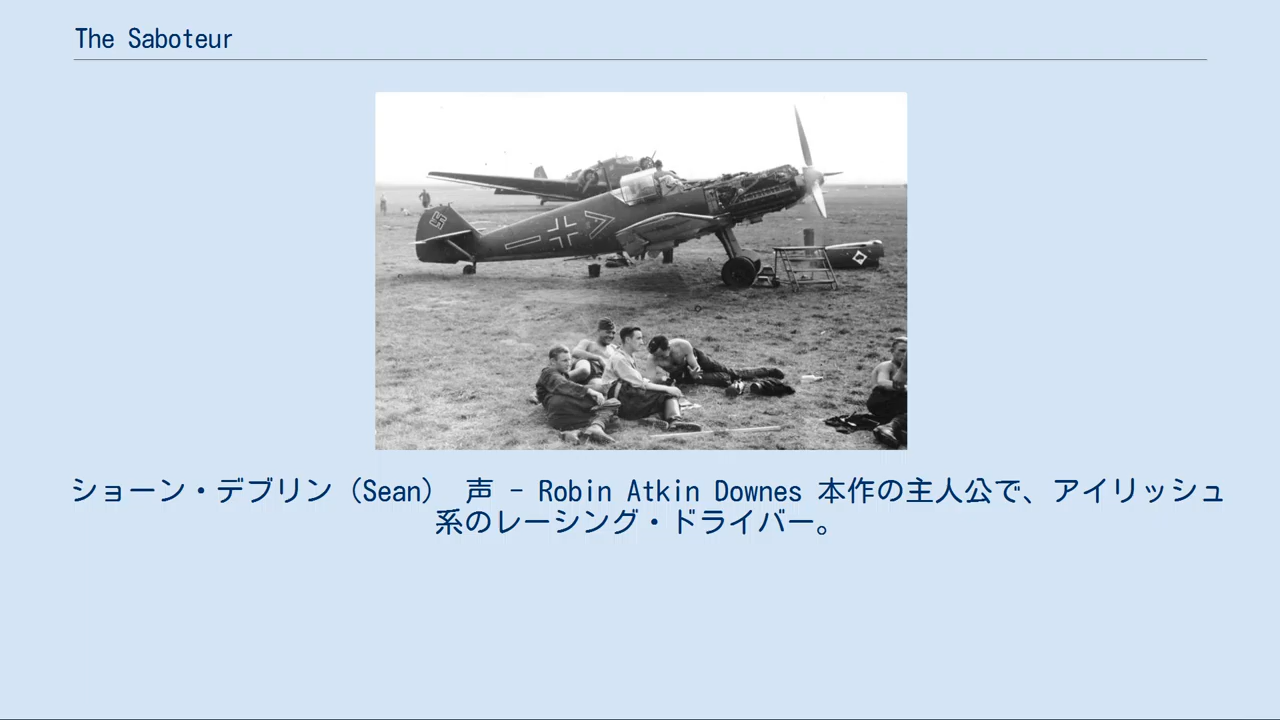 The Saboteur
ショーン・デブリン（Sean） 声 - Robin Atkin Downes 本作の主人公で、アイリッシュ
系のレーシング・ドライバー。